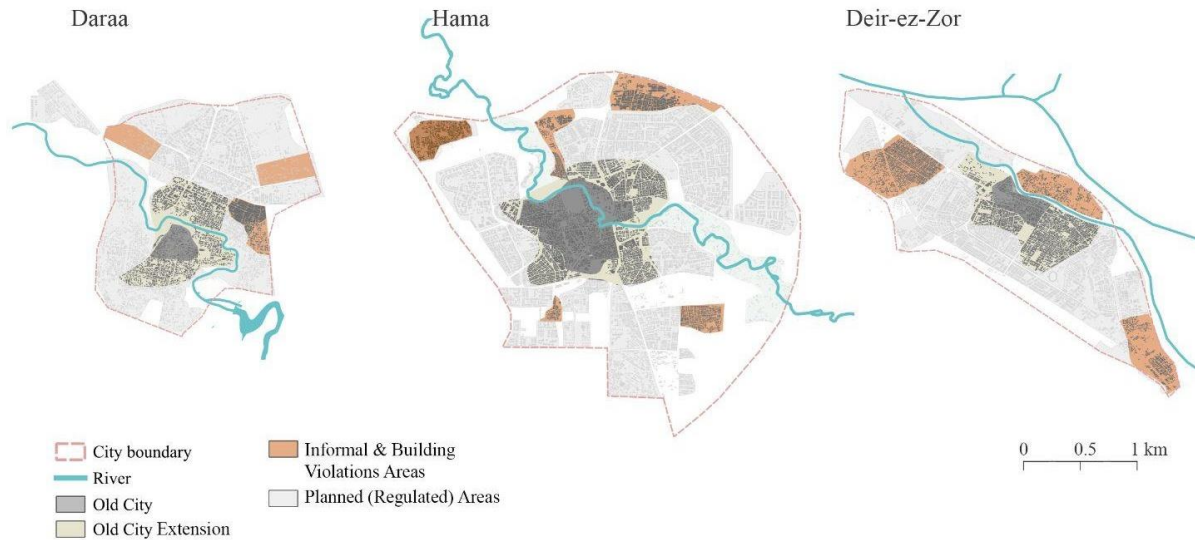 Daraa
Hama
Deir-ez-Zor
City boundary
River
Old City
Old City Extension
Informal & Building
Violations Areas
Planned (Regulated) Areas
0 0.5 1 km